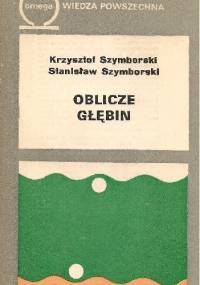 omega WIEDZA POWSZECHNA
Krzysztof Szymborski
Stanisław Szymborski
OBLICZE
GŁĘBIN